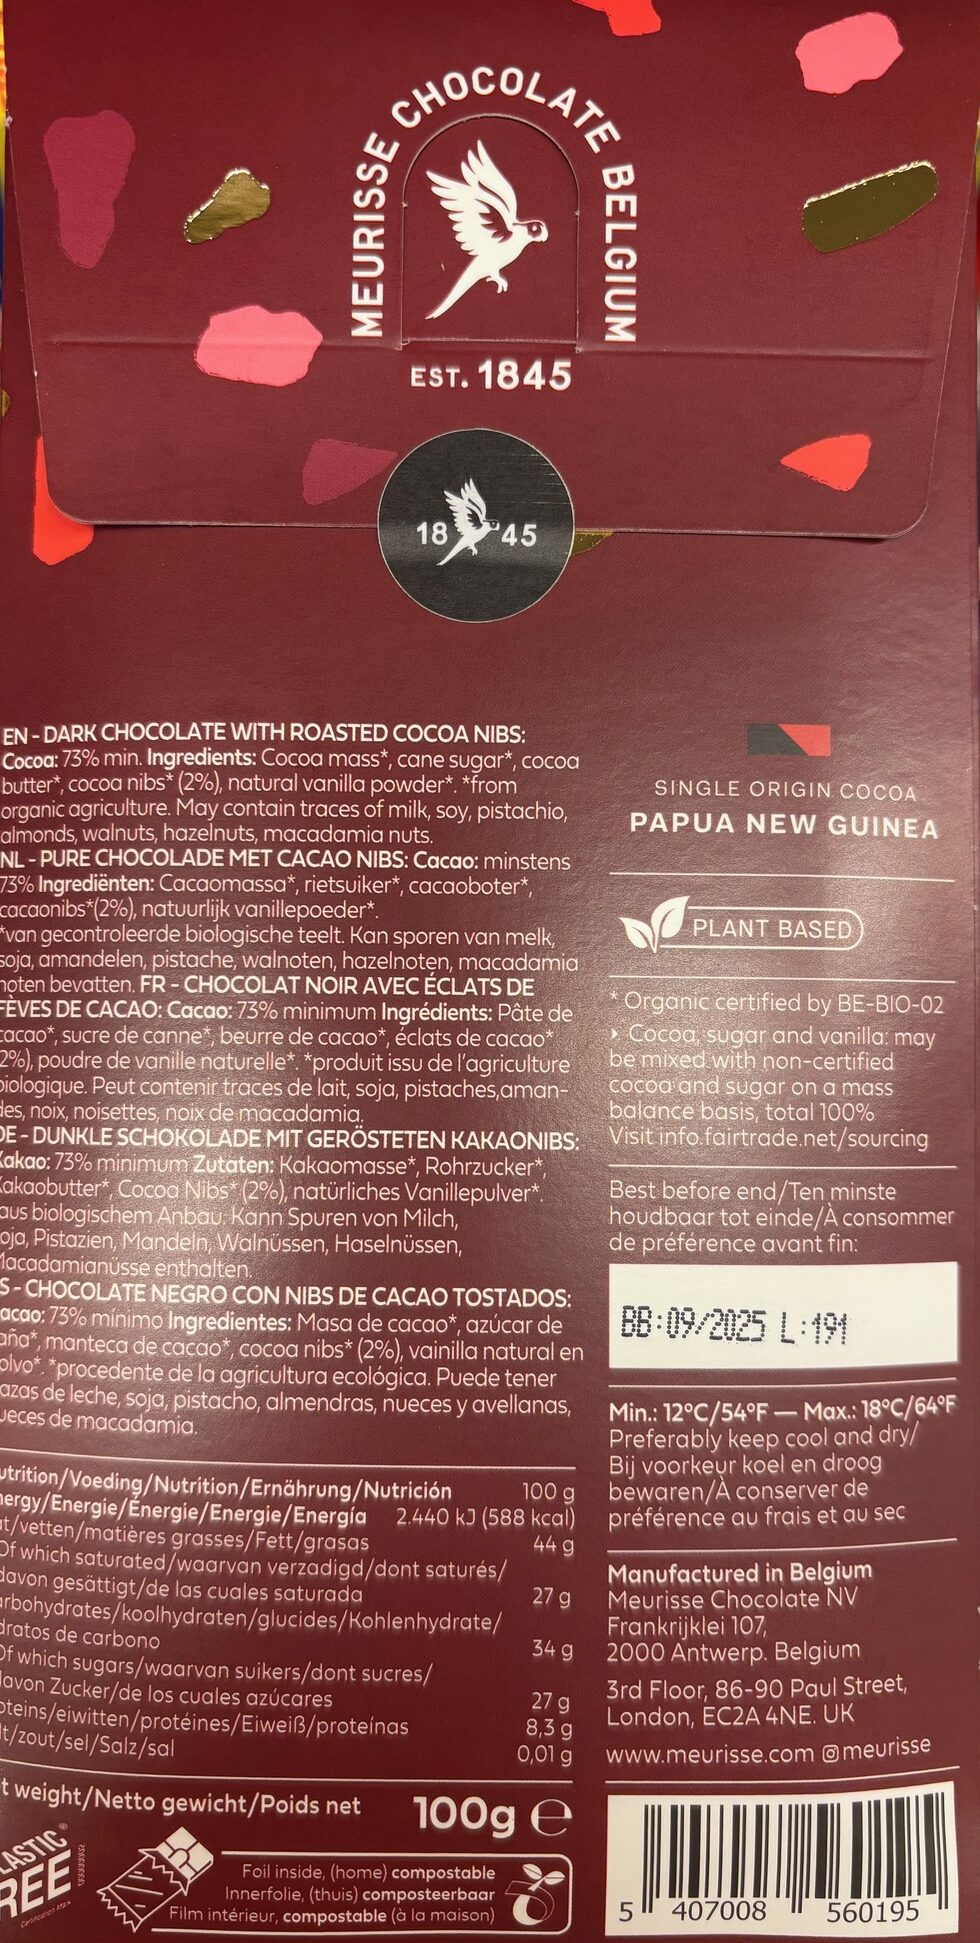 MEURISSE CHOCOLATE BELGIUM
EST. 1845
18 45
EN - DARK CHOCOLATE WITH ROASTED COCOA NIBS:
Cocoa: 73% min. Ingredients: Cocoa mass*, cane sugar*, cocoa
butter*, cocoa nibs* (2%), natural vanilla powder*. *from
organic agriculture. May contain traces of milk, soy, pistachio,
almonds, walnuts, hazelnuts, macadamia nuts.
NL - PURE CHOCOLADE MET CACAO NIBS: Cacao: minstens
73% Ingrediënten: Cacaomassa*, rietsuiker*, cacaoboter*,
cacaonibs*(2%), natuurlijk vanillepoeder*.
*van gecontroleerde biologische teelt. Kan sporen van melk,
soja, amandelen, pistache, walnoten, hazelnoten, macadamia
noten bevatten. FR - CHOCOLAT NOIR AVEC ÉCLATS DE
FÈVES DE CACAO: Cacao: 73% minimum Ingrédients: Pâte de
cacao*, sucre de canne*, beurre de cacao*, éclats de cacao*
2%), poudre de vanille naturelle*. *produit issu de l'agriculture
biologique. Peut contenir traces de lait, soja, pistaches,aman-
des, noix, noisettes, noix de macadamia.
DE - DUNKLE SCHOKOLADE MIT GERÖSTETEN KAKAONIBS:
Kakao: 73% minimum Zutaten: Kakaomasse*, Rohrzucker*,
Kakaobutter*, Cocoa Nibs* (2%), natürliches Vanillepulver*.
aus biologischem Anbau. Kann Spuren von Milch,
oja, Pistazien, Mandeln, Walnüssen, Haselnüssen,
Macadamianüsse enthalten.
S - CHOCOLATE NEGRO CON NIBS DE CACAO TOSTADOS:
acao: 73% mínimo Ingredientes: Masa de cacao*, azúcar de
aña*, manteca de cacao*, cocoa nibs* (2%), vainilla natural en
olvo*. *procedente de la agricultura ecológica. Puede tener
azas de leche, soja, pistacho, almendras, nueces y avellanas,
ueces de macadamia.
utrition/Voeding/Nutrition/Ernährung/Nutrición 100 g
nergy/Energie/Énergie/Energie/Energía 2.440 kJ (588 kcal)
at/vetten/matières grasses/Fett/grasas 44 g
Of which saturated/waarvan verzadigd/dont saturés/
davon gesättigt/de las cuales saturada 27 g
arbohydrates/koolhydraten/glucides/Kohlenhydrate/
dratos de carbono 34 g
Of which sugars/waarvan suikers/dont sucres/
davon Zucker/de los cuales azúcares 27 g
oteins/eiwitten/protéines/Eiweiß/proteínas 8,3 g
lt/zout/sel/Salz/sal 0,01 g
t weight/Netto gewicht/Poids net 100g e
LASTIC
REE
Foil inside, (home) compostable
Innerfolie, (thuis) composteerbaar
Film intérieur, compostable (à la maison)
SINGLE ORIGIN COCOA
PAPUA NEW GUINEA
PLANT BASED
* Organic certified by BE-BIO-02
› Cocoa, sugar and vanilla: may
be mixed with non-certified
cocoa and sugar on a mass
balance basis, total 100%
Visit info.fairtrade.net/sourcing
Best before end/Ten minste
houdbaar tot einde/À consommer
de préférence avant fin:
BB:09/2025 L:191
Min.: 12°C/54°F — Max.: 18°C/64°F
Preferably keep cool and dry/
Bij voorkeur koel en droog
bewaren/À conserver de
préférence au frais et au sec
Manufactured in Belgium
Meurisse Chocolate NV
Frankrijklei 107,
2000 Antwerp. Belgium
3rd Floor, 86-90 Paul Street,
London, EC2A 4NE. UK
www.meurisse.com @meurisse
5 407008 560195